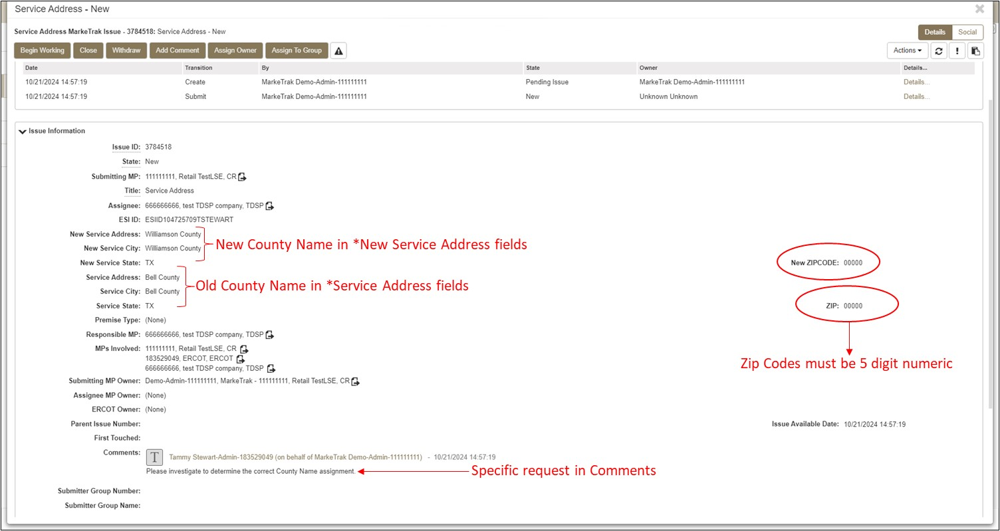 Service Address - New
Service Address MarkeTrak Issue - 3784518: Service Address - New
Details Social
Begin Working Close Withdraw Add Comment Assign Owner Assign To Group Actions
Date Transition By State Owner Details...
10/21/2024 14:57:19 Create MarkeTrak Demo-Admin-111111111 Pending Issue MarkeTrak Demo-Admin-111111111 Details...
10/21/2024 14:57:19 Submit MarkeTrak Demo-Admin-111111111 New Unknown Unknown Details...
Issue Information
Issue ID: 3784518
State: New
Submitting MP: 111111111, Retail TestLSE, CR
Title: Service Address
Assignee: 666666666, test TDSP company, TDSP
ESI ID: ESIID104725709TSTEWART
New Service Address: Williamson County
New County Name in *New Service Address fields
New Service City: Williamson County
New Service State: TX New ZIPCODE: 00000
Service Address: Bell County
Old County Name in *Service Address fields
Service City: Bell County
Service State: TX ZIP: 00000
Premise Type: (None)
Responsible MP: 666666666, test TDSP company, TDSP
MPs Involved: 111111111, Retail TestLSE, CR
183529049, ERCOT, ERCOT
Zip Codes must be 5 digit numeric
666666666, test TDSP company, TDSP
Submitting MP Owner: Demo-Admin-111111111, MarkeTrak - 111111111, Retail TestLSE, CR
Assignee MP Owner: (None)
ERCOT Owner: (None)
Parent Issue Number: Issue Available Date: 10/21/2024 14:57:19
First Touched:
Comments: T Tammy Stewart-Admin-183529049 (on behalf of MarkeTrak Demo-Admin-111111111) - 10/21/2024 14:57:19
Please investigate to determine the correct County Name assignment. Specific request in Comments
Submitter Group Number:
Submitter Group Name: